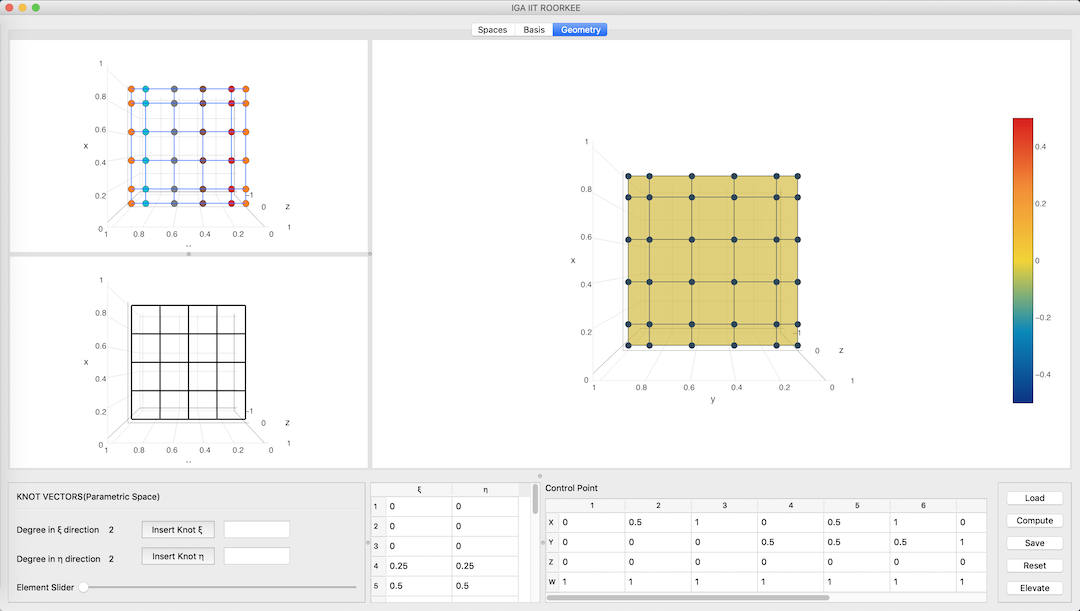 IGA IIT ROORKEE
Spaces Basis Geometry
1
0.8
0.6
x
0.4
0.2
0
1 0.8 0.6 0.4 0.2 0
−1
0 z
1
1
0.8
0.6
x
0.4
0.2
0
1 0.8 0.6 0.4 0.2 0
−1
0 z
1
1
0.8
0.6
x
0.4
0.2
0
1 0.8 0.6 0.4 0.2 0
y
−1
0 z
1
0.4
0.2
0
−0.2
−0.4
KNOT VECTORS(Parametric Space)
Degree in ξ direction 2 Insert Knot ξ
Degree in η direction 2 Insert Knot η
Element Slider
ξ η
1 0 0
2 0 0
3 0 0
4 0.25 0.25
5 0.5 0.5
Control Point
1 2 3 4 5 6
X 0 0.5 1 0 0.5 1 0
Y 0 0 0 0.5 0.5 0.5 1
Z 0 0 0 0 0 0 0
W 1 1 1 1 1 1 1
Load
Compute
Save
Reset
Elevate